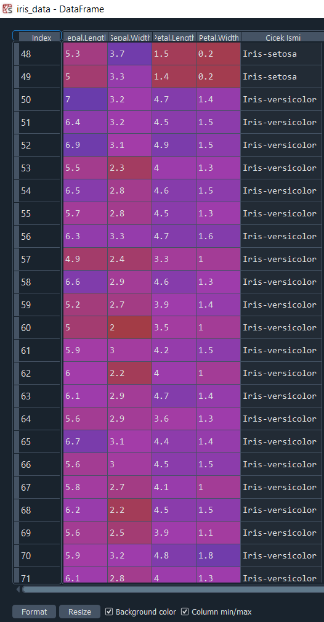 iris_data - DataFrame
Index epal.Length Sepal.Width Petal.Length Petal.Width Cicek Ismi
48 5.3 3.7 1.5 0.2 Iris-setosa
49 5 3.3 1.4 0.2 Iris-setosa
50 7 3.2 4.7 1.4 Iris-versicolor
51 6.4 3.2 4.5 1.5 Iris-versicolor
52 6.9 3.1 4.9 1.5 Iris-versicolor
53 5.5 2.3 4 1.3 Iris-versicolor
54 6.5 2.8 4.6 1.5 Iris-versicolor
55 5.7 2.8 4.5 1.3 Iris-versicolor
56 6.3 3.3 4.7 1.6 Iris-versicolor
57 4.9 2.4 3.3 1 Iris-versicolor
58 6.6 2.9 4.6 1.3 Iris-versicolor
59 5.2 2.7 3.9 1.4 Iris-versicolor
60 5 2 3.5 1 Iris-versicolor
61 5.9 3 4.2 1.5 Iris-versicolor
62 6 2.2 4 1 Iris-versicolor
63 6.1 2.9 4.7 1.4 Iris-versicolor
64 5.6 2.9 3.6 1.3 Iris-versicolor
65 6.7 3.1 4.4 1.4 Iris-versicolor
66 5.6 3 4.5 1.5 Iris-versicolor
67 5.8 2.7 4.1 1 Iris-versicolor
68 6.2 2.2 4.5 1.5 Iris-versicolor
69 5.6 2.5 3.9 1.1 Iris-versicolor
70 5.9 3.2 4.8 1.8 Iris-versicolor
71 6.1 2.8 4 1.3 Iris-versicolor
Format Resize Background color Column min/max